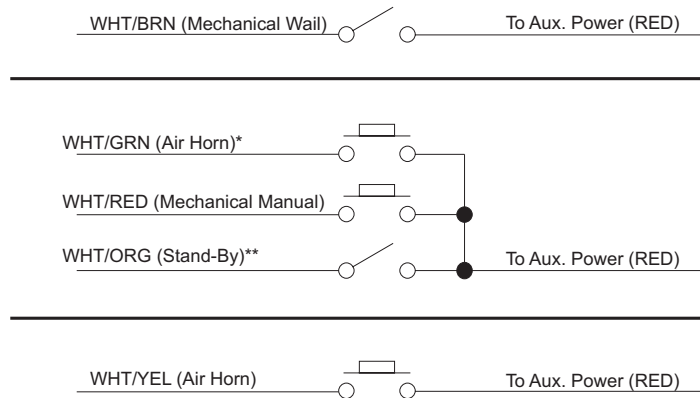 WHT/BRN (Mechanical Wail) To Aux. Power (RED)
WHT/GRN (Air Horn)*
WHT/RED (Mechanical Manual)
WHT/ORG (Stand-By)** To Aux. Power (RED)
WHT/YEL (Air Horn) To Aux. Power (RED)